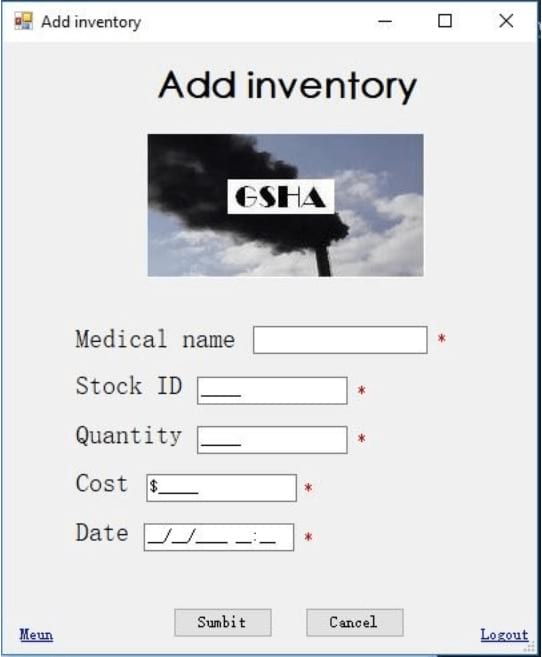 Add inventory
Add inventory
GSHA
Medical name *
Stock ID ____ *
Quantity ____ *
Cost $____ *
Date __/__/____ __:__ *
Sumbit Cancel
Meun Logout